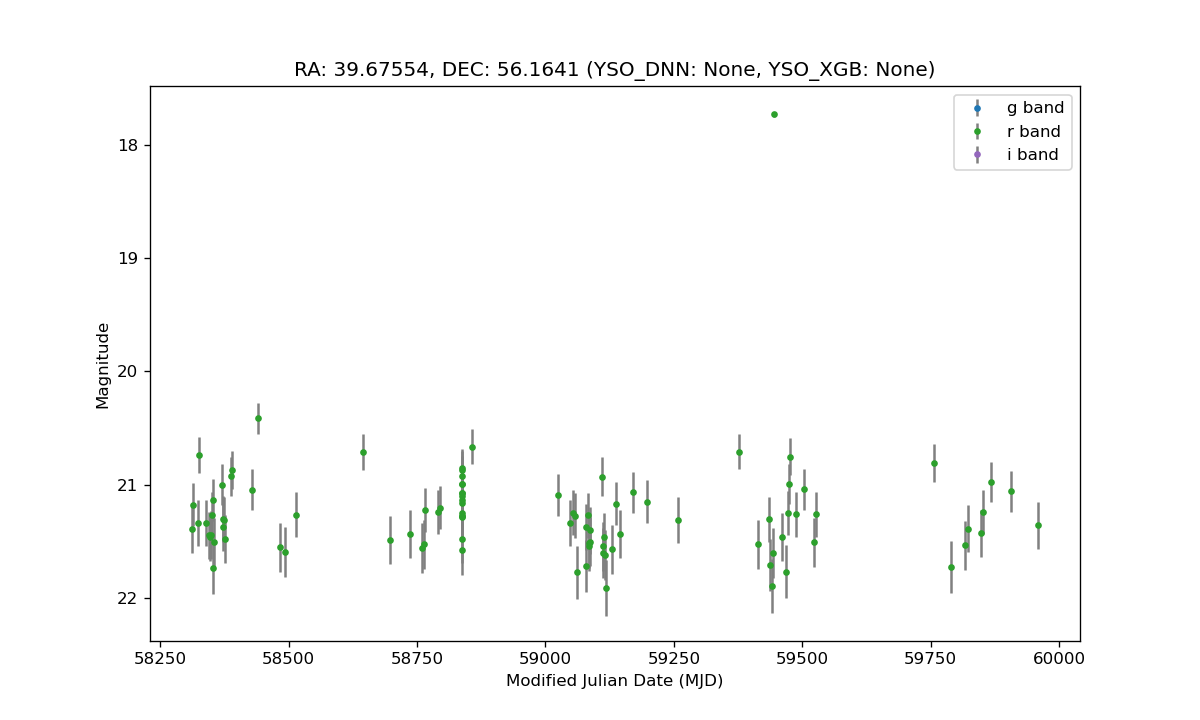 RA: 39.67554, DEC: 56.1641 (YSO_DNN: None, YSO_XGB: None)
g band
r band
i band
18
19
20
21
22
Magnitude
58250 58500 58750 59000 59250 59500 59750 60000
Modified Julian Date (MJD)